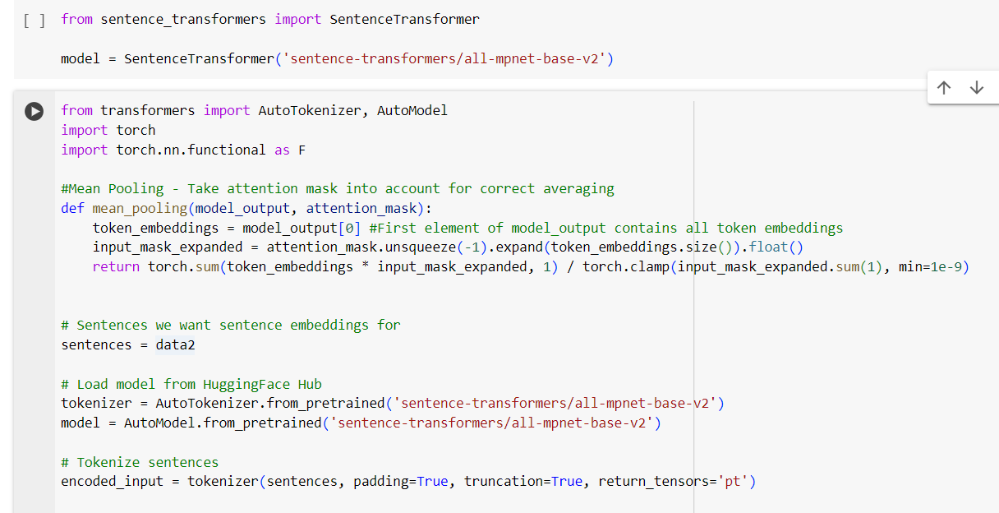 [ ] from sentence_transformers import SentenceTransformer
model = SentenceTransformer('sentence-transformers/all-mpnet-base-v2')
from transformers import AutoTokenizer, AutoModel
import torch
import torch.nn.functional as F
#Mean Pooling - Take attention mask into account for correct averaging
def mean_pooling(model_output, attention_mask):
    token_embeddings = model_output[0] #First element of model_output contains all token embeddings
    input_mask_expanded = attention_mask.unsqueeze(-1).expand(token_embeddings.size()).float()
    return torch.sum(token_embeddings * input_mask_expanded, 1) / torch.clamp(input_mask_expanded.sum(1), min=1e-9)
# Sentences we want sentence embeddings for
sentences = data2
# Load model from HuggingFace Hub
tokenizer = AutoTokenizer.from_pretrained('sentence-transformers/all-mpnet-base-v2')
model = AutoModel.from_pretrained('sentence-transformers/all-mpnet-base-v2')
# Tokenize sentences
encoded_input = tokenizer(sentences, padding=True, truncation=True, return_tensors='pt')